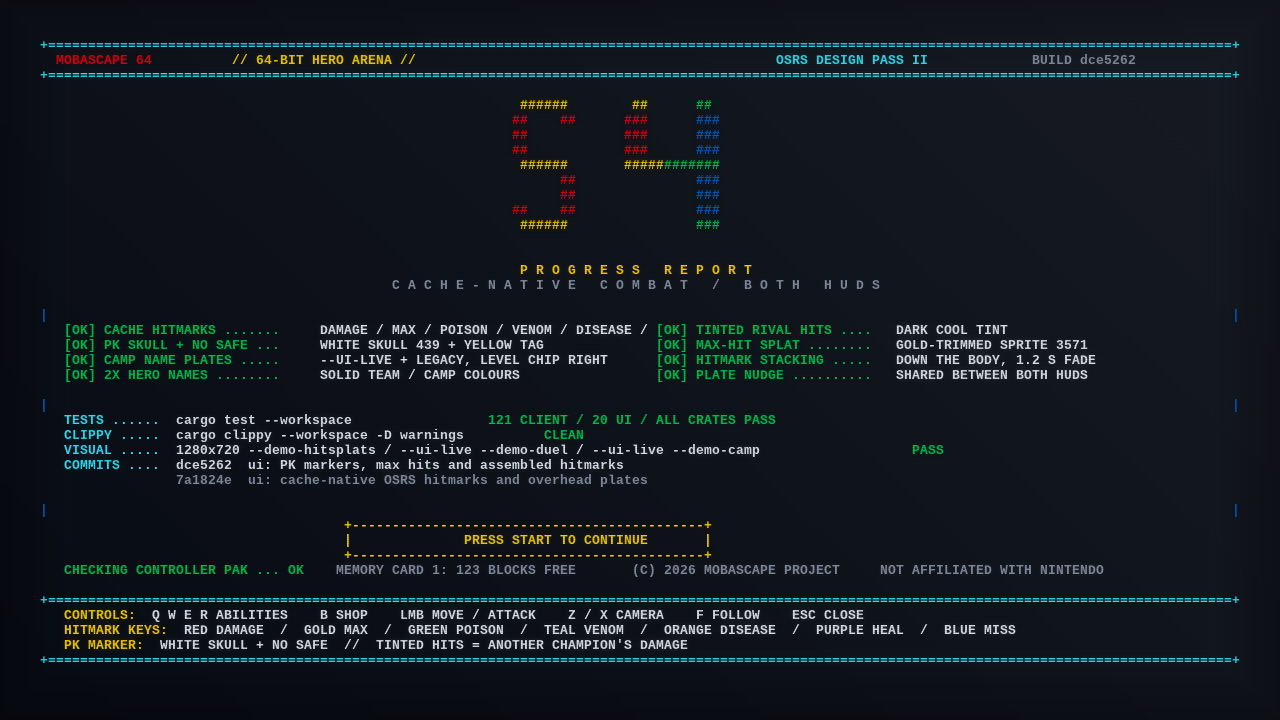 +====================================================================================================================================================+
MOBASCAPE 64 // 64-BIT HERO ARENA // OSRS DESIGN PASS II BUILD dce5262
+====================================================================================================================================================+
###### ## ##
## ## ### ###
## ### ###
## ### ###
###### ############
## ###
## ###
## ## ###
###### ###
P R O G R E S S   R E P O R T
C A C H E - N A T I V E   C O M B A T   /   B O T H   H U D S
| |
[OK] CACHE HITMARKS ....... DAMAGE / MAX / POISON / VENOM / DISEASE / [OK] TINTED RIVAL HITS .... DARK COOL TINT
[OK] PK SKULL + NO SAFE ... WHITE SKULL 439 + YELLOW TAG [OK] MAX-HIT SPLAT ........ GOLD-TRIMMED SPRITE 3571
[OK] CAMP NAME PLATES ..... --UI-LIVE + LEGACY, LEVEL CHIP RIGHT [OK] HITMARK STACKING ..... DOWN THE BODY, 1.2 S FADE
[OK] 2X HERO NAMES ........ SOLID TEAM / CAMP COLOURS [OK] PLATE NUDGE .......... SHARED BETWEEN BOTH HUDS
| |
TESTS ...... cargo test --workspace 121 CLIENT / 20 UI / ALL CRATES PASS
CLIPPY ..... cargo clippy --workspace -D warnings CLEAN
VISUAL ..... 1280x720 --demo-hitsplats / --ui-live --demo-duel / --ui-live --demo-camp PASS
COMMITS .... dce5262 ui: PK markers, max hits and assembled hitmarks
7a1824e ui: cache-native OSRS hitmarks and overhead plates
| |
+--------------------------------------------+
| PRESS START TO CONTINUE |
+--------------------------------------------+
CHECKING CONTROLLER PAK ... OK MEMORY CARD 1: 123 BLOCKS FREE (C) 2026 MOBASCAPE PROJECT NOT AFFILIATED WITH NINTENDO
+====================================================================================================================================================+
CONTROLS: Q W E R ABILITIES B SHOP LMB MOVE / ATTACK Z / X CAMERA F FOLLOW ESC CLOSE
HITMARK KEYS: RED DAMAGE / GOLD MAX / GREEN POISON / TEAL VENOM / ORANGE DISEASE / PURPLE HEAL / BLUE MISS
PK MARKER: WHITE SKULL + NO SAFE // TINTED HITS = ANOTHER CHAMPION'S DAMAGE
+====================================================================================================================================================+